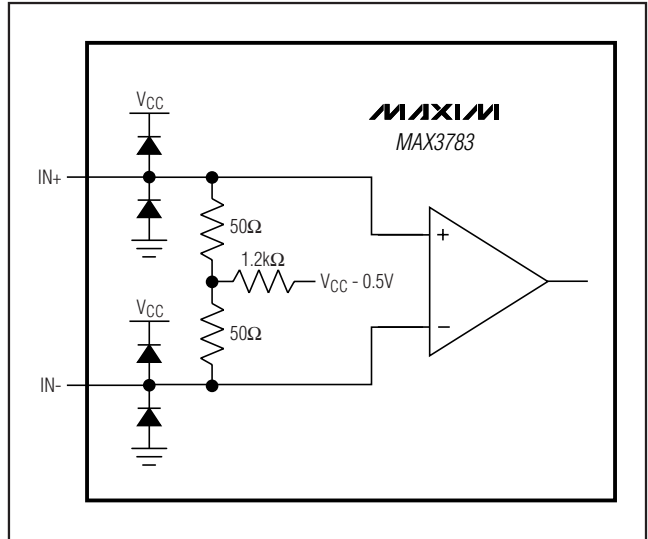 VCC
MAXIM
MAX3783
IN+
50Ω
1.2kΩ
+
VCC - 0.5V
VCC
50Ω
−
IN-